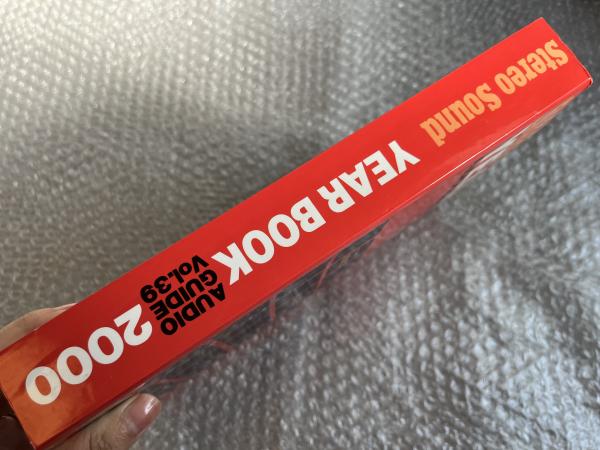 Stereo Sound
YEAR BOOK
AUDIO
GUIDE
Vol.39
2000